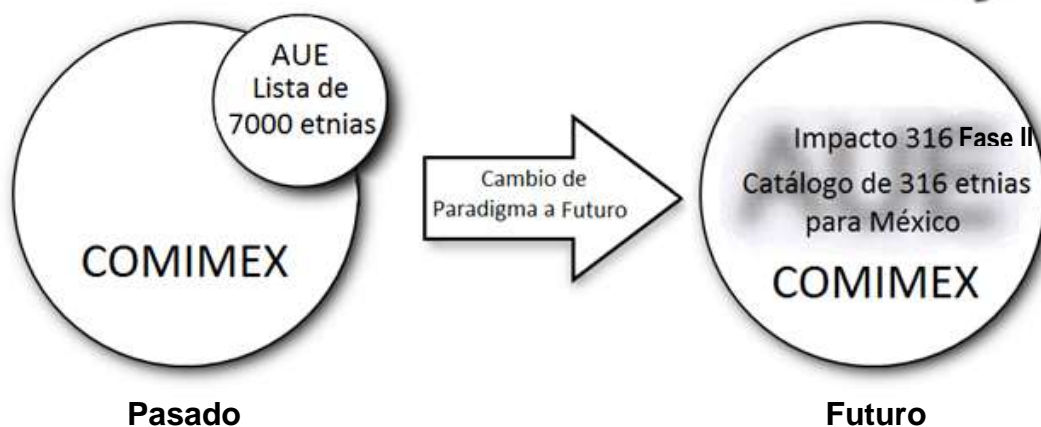 AUE
Lista de
7000 etnias
COMIMEX
Cambio de
Paradigma a Futuro
Impacto 316 Fase II
Catálogo de 316 etnias
para México
COMIMEX
Pasado
Futuro